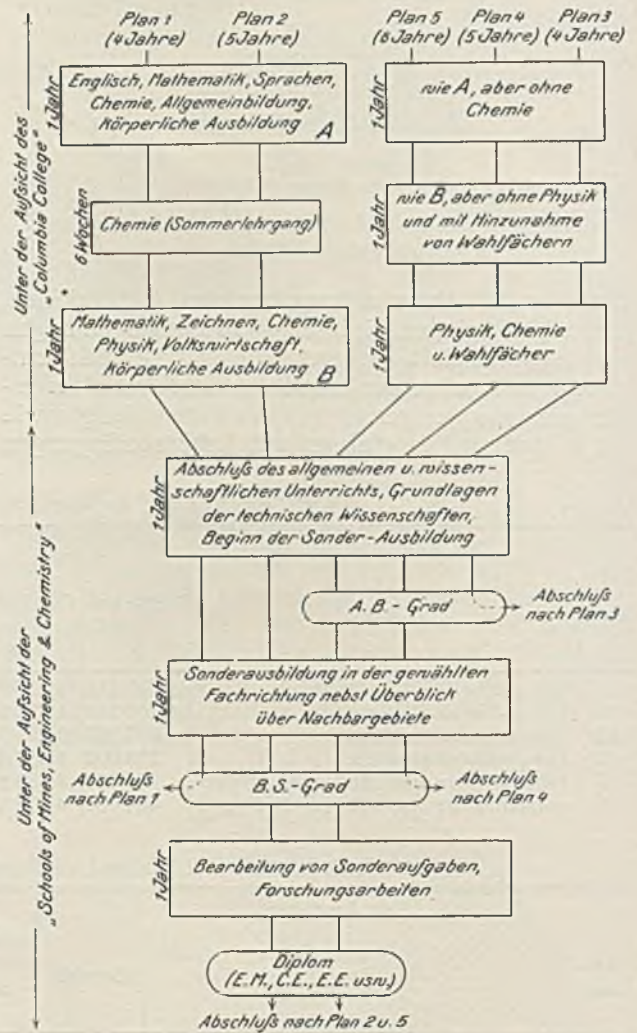 Plan 1
(4 Jahre)
Plan 2
(5 Jahre)
Plan 5
(6 Jahre)
Plan 4
(5 Jahre)
Plan 3
(4 Jahre)
Unter der Aufsicht des
„Columbia College"
1 Jahr
Englisch, Mathematik, Sprachen,
Chemie, Allgemeinbildung,
Körperliche Ausbildung
A
1 Jahr
wie A, aber ohne
Chemie
6 Wochen
Chemie (Sommerlehrgang)
1 Jahr
wie B, aber ohne Physik
und mit Hinzunahme
von Wahlfächern
1 Jahr
Mathematik, Zeichnen, Chemie,
Physik, Volkswirtschaft,
Körperliche Ausbildung
B
1 Jahr
Physik, Chemie
u. Wahlfächer
Unter der Aufsicht der
„Schools of Mines, Engineering & Chemistry"
1 Jahr
Abschluß des allgemeinen u. wissen-
schaftlichen Unterrichts, Grundlagen
der technischen Wissenschaften,
Beginn der Sonder-Ausbildung
A.B.-Grad
Abschluß
nach Plan 3
1 Jahr
Sonderausbildung in der gewählten
Fachrichtung nebst Überblick
über Nachbargebiete
Abschluß
nach Plan 1
B.S.-Grad
Abschluß
nach Plan 4
1 Jahr
Bearbeitung von Sonderaufgaben,
Forschungsarbeiten
Diplom
(E.M., C.E., E.E. usw.)
Abschluß nach Plan 2 u. 5